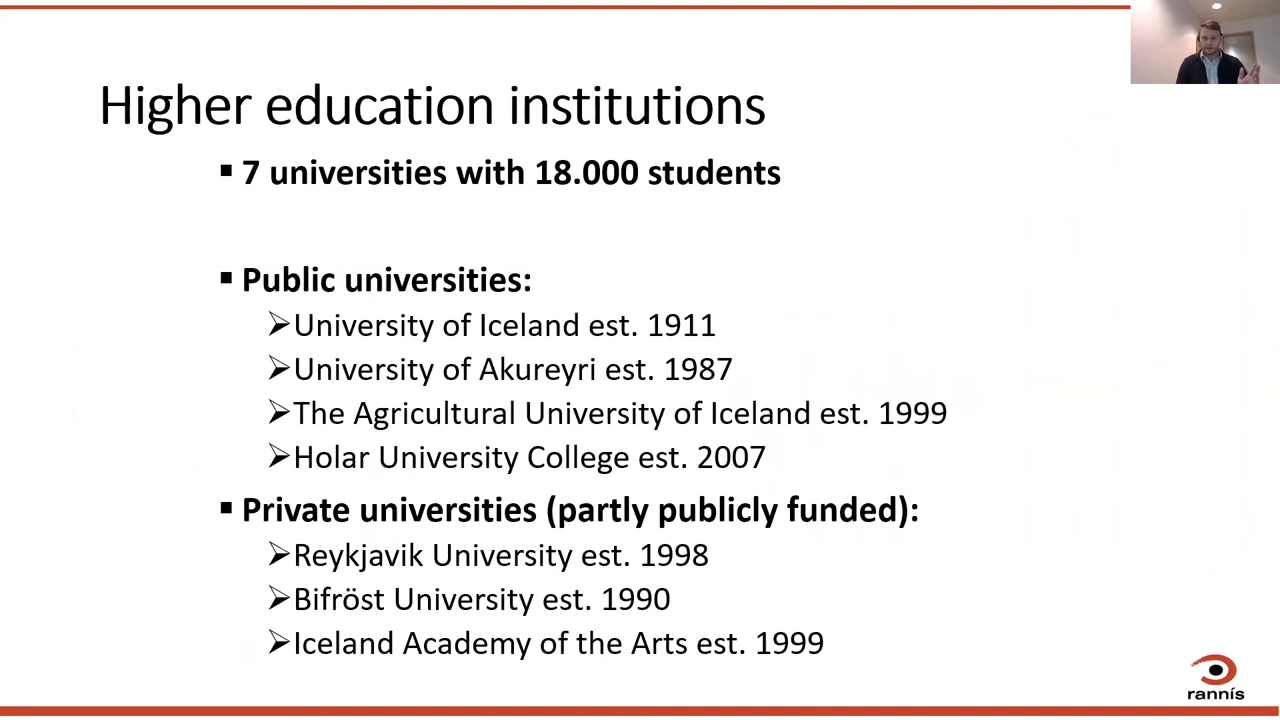 Higher education institutions
▪ 7 universities with 18.000 students
▪ Public universities:
➢University of Iceland est. 1911
➢University of Akureyri est. 1987
➢The Agricultural University of Iceland est. 1999
➢Holar University College est. 2007
▪ Private universities (partly publicly funded):
➢Reykjavik University est. 1998
➢Bifröst University est. 1990
➢Iceland Academy of the Arts est. 1999
rannís